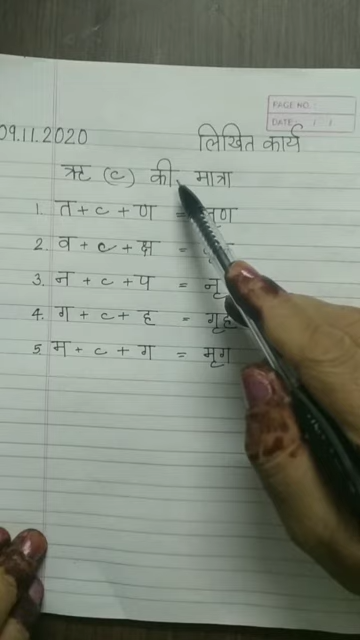 PAGE NO.:
DATE: / /
09.11.2020 लिखित कार्य
ऋ (ृ) की मात्रा
1. त + ृ + ण =
2. व + ृ + क्ष =
3. न + ृ + प = नृ
4. ग + ृ + ह = गृह
5. म + ृ + ग = मृग